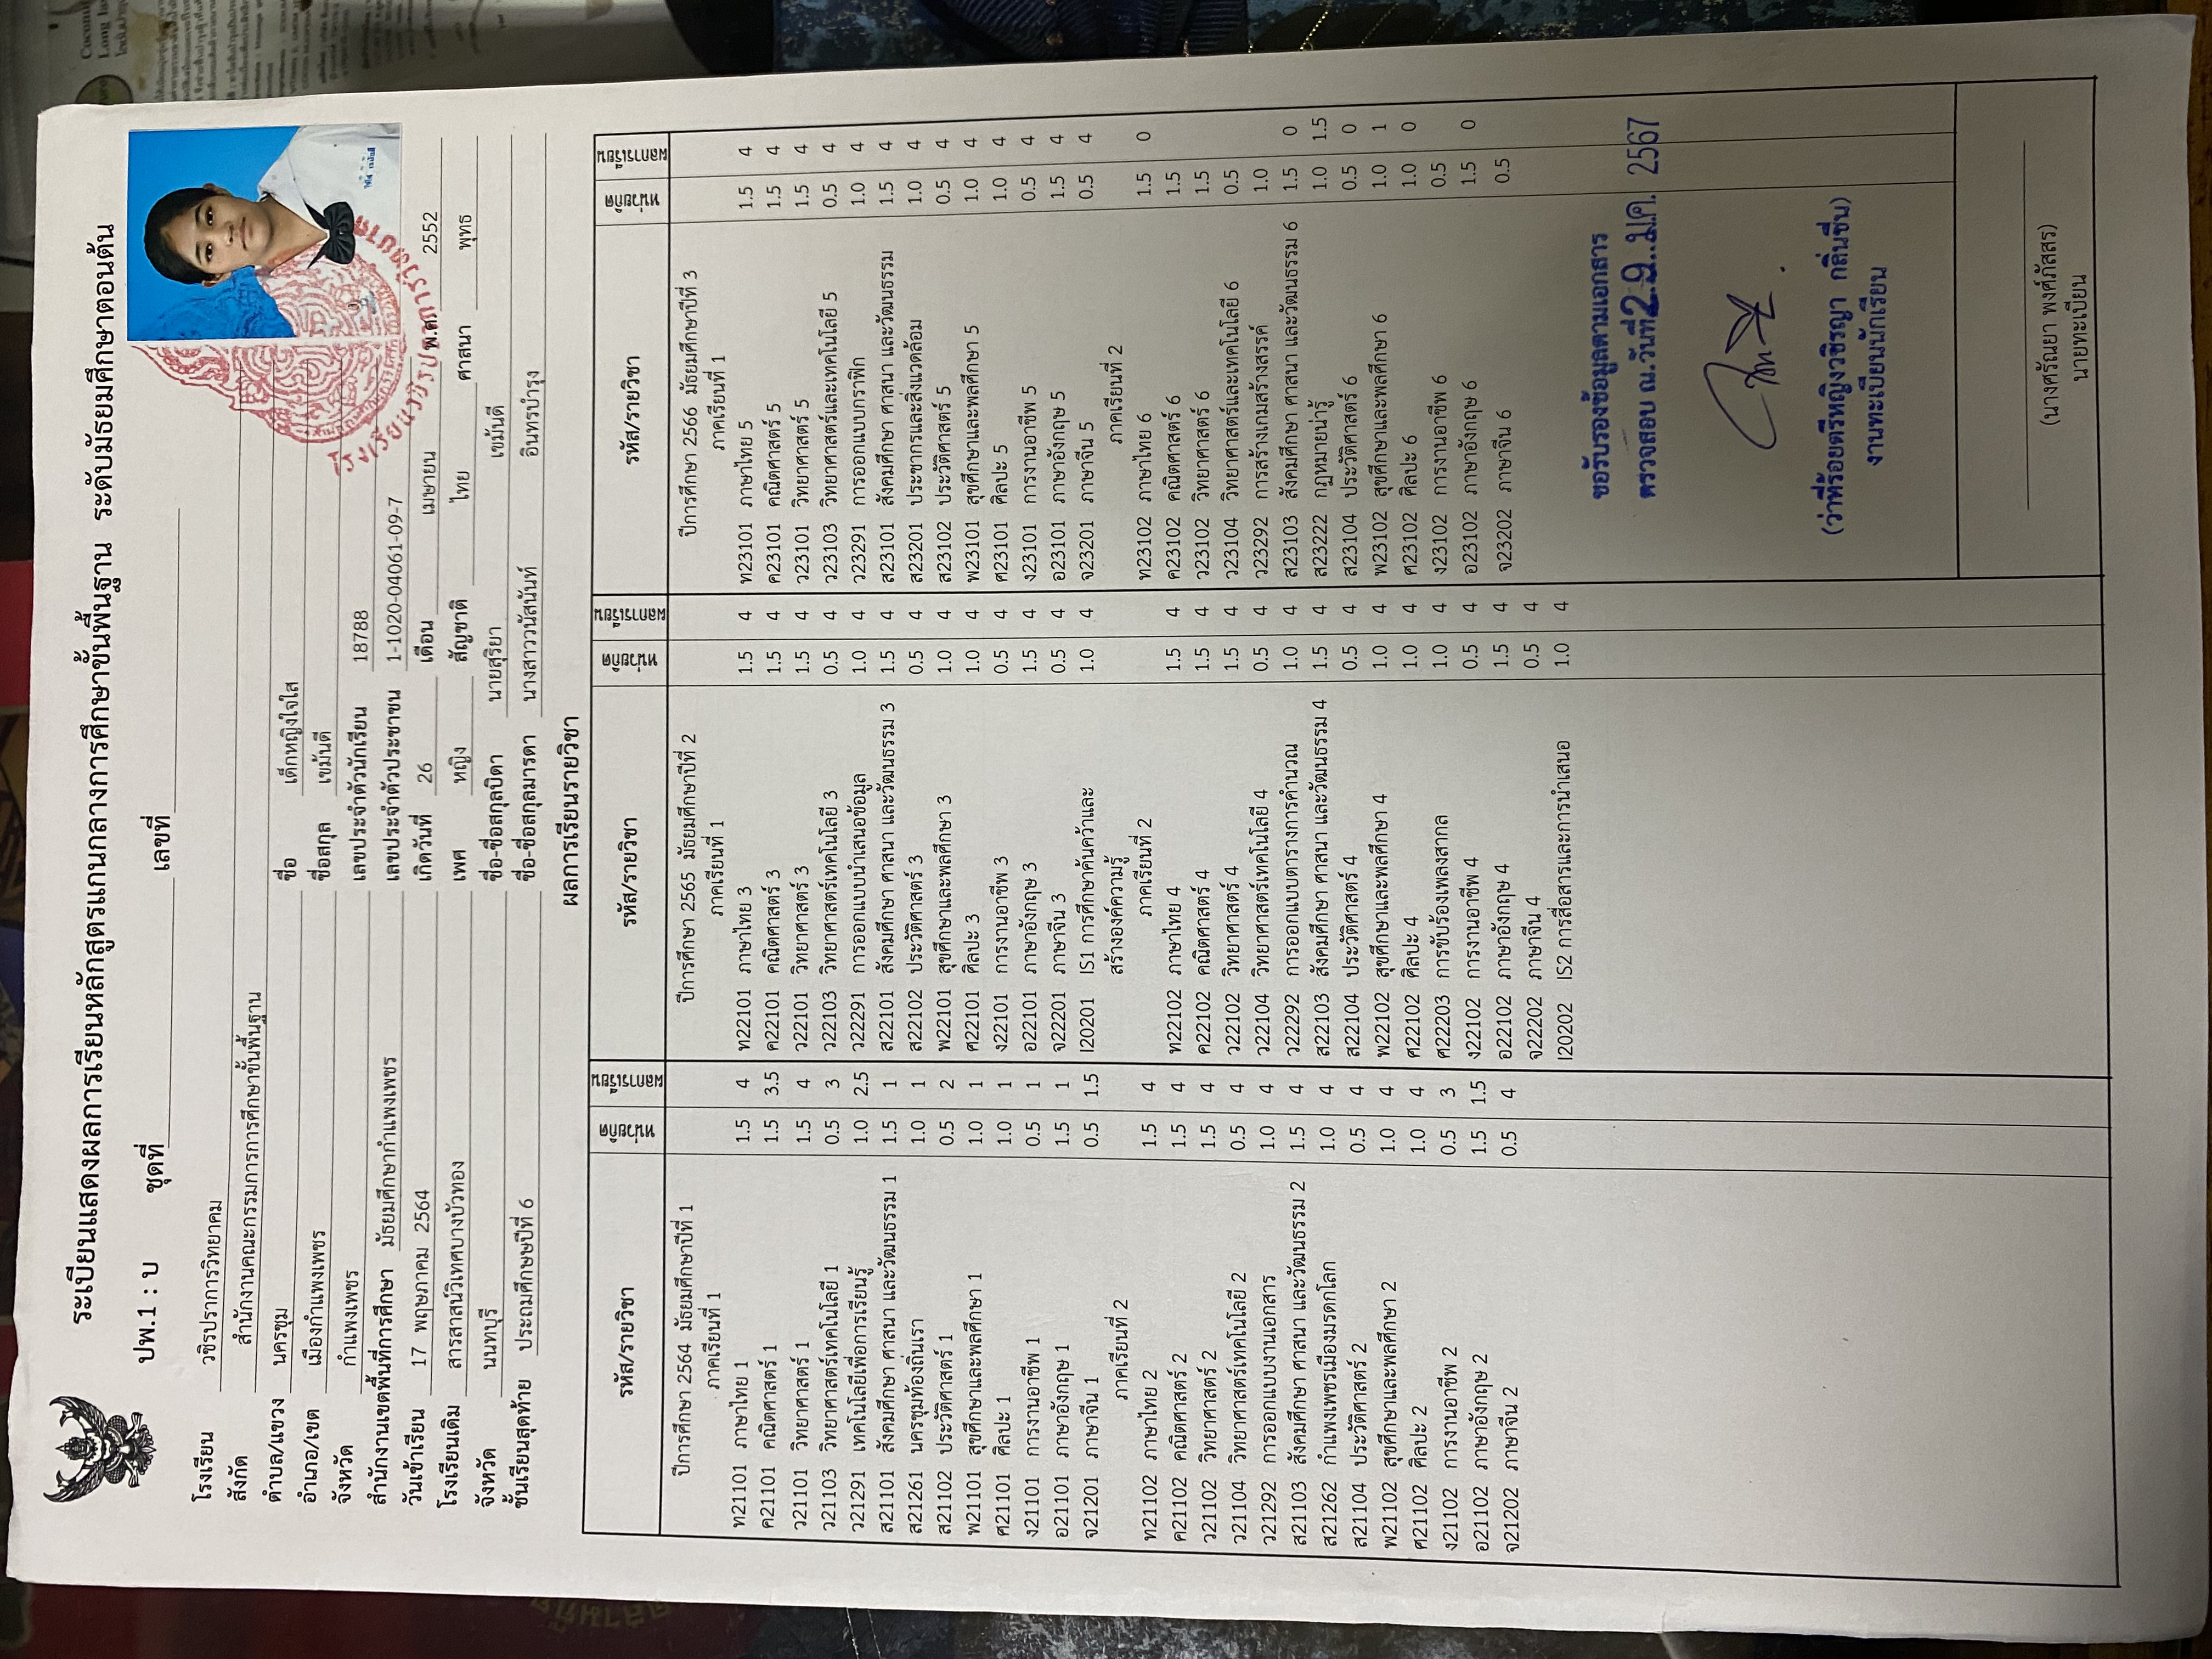 ระเบียนแสดงผลการเรียนหลักสูตรแกนกลางการศึกษาขั้นพื้นฐาน ระดับมัธยมศึกษาตอนต้น
ปพ.1 : บ ชุดที่ เลขที่
โรงเรียน วชิรปราการวิทยาคม
สังกัด สำนักงานคณะกรรมการการศึกษาขั้นพื้นฐาน
ตำบล/แขวง นครชุม
อำเภอ/เขต เมืองกำแพงเพชร
จังหวัด กำแพงเพชร
สำนักงานเขตพื้นที่การศึกษา มัธยมศึกษากำแพงเพชร
วันเข้าเรียน 17 พฤษภาคม 2564
โรงเรียนเดิม สารสาสน์วิเทศบางบัวทอง
จังหวัด นนทบุรี
ชั้นเรียนสุดท้าย ประถมศึกษษปีที่ 6
ชื่อ เด็กหญิงใจใส
ชื่อสกุล เขม้นดี
เลขประจำตัวนักเรียน 18788
เลขประจำตัวประชาชน 1-1020-04061-09-7
เกิดวันที่ 26 เดือน เมษายน พ.ศ. 2552
เพศ หญิง สัญชาติ ไทย ศาสนา พุทธ
ชื่อ-ชื่อสกุลบิดา นายสุริยา เขม้นดี
ชื่อ-ชื่อสกุลมารดา นางสาววนัสนันท์ อินทรบำรุง
ผลการเรียนรายวิชา
รหัส/รายวิชา หน่วยกิต ผลการเรียน
ปีการศึกษา 2564 มัธยมศึกษาปีที่ 1
ภาคเรียนที่ 1
ท21101 ภาษาไทย 1 1.5 4
ค21101 คณิตศาสตร์ 1 1.5 3.5
ว21101 วิทยาศาสตร์ 1 1.5 4
ว21103 วิทยาศาสตร์เทคโนโลยี 1 0.5 3
ว21291 เทคโนโลยีเพื่อการเรียนรู้ 1.0 2.5
ส21101 สังคมศึกษา ศาสนา และวัฒนธรรม 1 1.5 1
ส21261 นครชุมท้องถิ่นเรา 1.0 1
ส21102 ประวัติศาสตร์ 1 0.5 2
พ21101 สุขศึกษาและพลศึกษา 1 1.0 1
ศ21101 ศิลปะ 1 1.0 1
ง21101 การงานอาชีพ 1 0.5 1
อ21101 ภาษาอังกฤษ 1 1.5 1
จ21201 ภาษาจีน 1 0.5 1.5
ภาคเรียนที่ 2
ท21102 ภาษาไทย 2 1.5 4
ค21102 คณิตศาสตร์ 2 1.5 4
ว21102 วิทยาศาสตร์ 2 1.5 4
ว21104 วิทยาศาสตร์เทคโนโลยี 2 0.5 4
ว21292 การออกแบบงานเอกสาร 1.0 4
ส21103 สังคมศึกษา ศาสนา และวัฒนธรรม 2 1.5 4
ส21262 กำแพงเพชรเมืองมรดกโลก 1.0 4
ส21104 ประวัติศาสตร์ 2 0.5 4
พ21102 สุขศึกษาและพลศึกษา 2 1.0 4
ศ21102 ศิลปะ 2 1.0 4
ง21102 การงานอาชีพ 2 0.5 3
อ21102 ภาษาอังกฤษ 2 1.5 1.5
จ21202 ภาษาจีน 2 0.5 4
รหัส/รายวิชา หน่วยกิต ผลการเรียน
ปีการศึกษา 2565 มัธยมศึกษาปีที่ 2
ภาคเรียนที่ 1
ท22101 ภาษาไทย 3 1.5 4
ค22101 คณิตศาสตร์ 3 1.5 4
ว22101 วิทยาศาสตร์ 3 1.5 4
ว22103 วิทยาศาสตร์เทคโนโลยี 3 0.5 4
ว22291 การออกแบบนำเสนอข้อมูล 1.0 4
ส22101 สังคมศึกษา ศาสนา และวัฒนธรรม 3 1.5 4
ส22102 ประวัติศาสตร์ 3 0.5 4
พ22101 สุขศึกษาและพลศึกษา 3 1.0 4
ศ22101 ศิลปะ 3 1.0 4
ง22101 การงานอาชีพ 3 0.5 4
อ22101 ภาษาอังกฤษ 3 1.5 4
จ22201 ภาษาจีน 3 0.5 4
I20201 IS1 การศึกษาค้นคว้าและ 1.0 4
สร้างองค์ความรู้
ภาคเรียนที่ 2
ท22102 ภาษาไทย 4 1.5 4
ค22102 คณิตศาสตร์ 4 1.5 4
ว22102 วิทยาศาสตร์ 4 1.5 4
ว22104 วิทยาศาสตร์เทคโนโลยี 4 0.5 4
ว22292 การออกแบบตารางการคำนวณ 1.0 4
ส22103 สังคมศึกษา ศาสนา และวัฒนธรรม 4 1.5 4
ส22104 ประวัติศาสตร์ 4 0.5 4
พ22102 สุขศึกษาและพลศึกษา 4 1.0 4
ศ22102 ศิลปะ 4 1.0 4
ศ22203 การขับร้องเพลงสากล 1.0 4
ง22102 การงานอาชีพ 4 0.5 4
อ22102 ภาษาอังกฤษ 4 1.5 4
จ22202 ภาษาจีน 4 0.5 4
I20202 IS2 การสื่อสารและการนำเสนอ 1.0 4
รหัส/รายวิชา หน่วยกิต ผลการเรียน
ปีการศึกษา 2566 มัธยมศึกษาปีที่ 3
ภาคเรียนที่ 1
ท23101 ภาษาไทย 5 1.5 4
ค23101 คณิตศาสตร์ 5 1.5 4
ว23101 วิทยาศาสตร์ 5 1.5 4
ว23103 วิทยาศาสตร์และเทคโนโลยี 5 0.5 4
ว23291 การออกแบบกราฟิก 1.0 4
ส23101 สังคมศึกษา ศาสนา และวัฒนธรรม 1.5 4
ส23201 ประชากรและสิ่งแวดล้อม 1.0 4
ส23102 ประวัติศาสตร์ 5 0.5 4
พ23101 สุขศึกษาและพลศึกษา 5 1.0 4
ศ23101 ศิลปะ 5 1.0 4
ง23101 การงานอาชีพ 5 0.5 4
อ23101 ภาษาอังกฤษ 5 1.5 4
จ23201 ภาษาจีน 5 0.5 4
ภาคเรียนที่ 2
ท23102 ภาษาไทย 6 1.5 0
ค23102 คณิตศาสตร์ 6 1.5
ว23102 วิทยาศาสตร์ 6 1.5
ว23104 วิทยาศาสตร์และเทคโนโลยี 6 0.5
ว23292 การสร้างเกมสร้างสรรค์ 1.0
ส23103 สังคมศึกษา ศาสนา และวัฒนธรรม 6 1.5 0
ส23222 กฎหมายน่ารู้ 1.0 1.5
ส23104 ประวัติศาสตร์ 6 0.5 0
พ23102 สุขศึกษาและพลศึกษา 6 1.0 1
ศ23102 ศิลปะ 6 1.0 0
ง23102 การงานอาชีพ 6 0.5
อ23102 ภาษาอังกฤษ 6 1.5 0
จ23202 ภาษาจีน 6 0.5
ขอรับรองข้อมูลตามเอกสาร
ตรวจสอบ ณ.วันที่ 29 ม.ค. 2567
(ว่าที่ร้อยตรีหญิงวชิรญา กลิ่นชื่น)
งานทะเบียนนักเรียน
(นางศรัณยา พงศ์ภัสสร)
นายทะเบียน